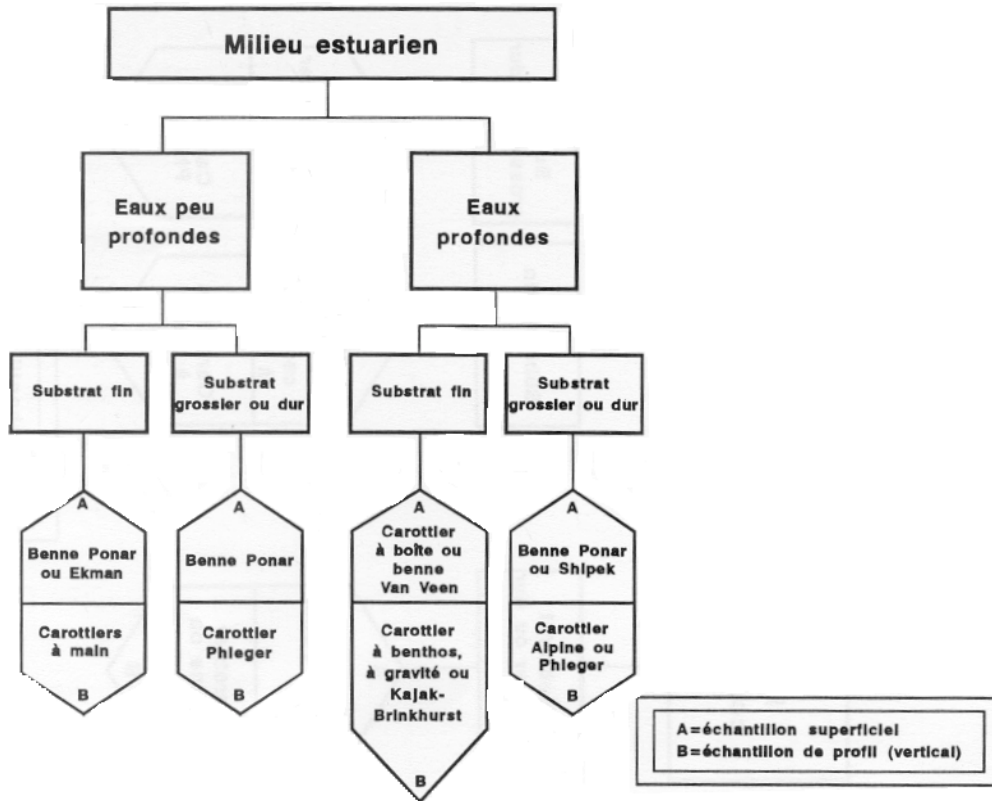 Milieu estuarien
Eaux peu
profondes
Eaux
profondes
Substrat fin
Substrat
grossier ou dur
Substrat fin
Substrat
grossier ou dur
A
Benne Ponar
ou Ekman
Carottiers
à main
B
A
Benne Ponar
Carottier
Phleger
B
A
Carottier
à boîte ou
benne
Van Veen
Carottier
à benthos,
à gravité ou
Kajak-
Brinkhurst
B
A
Benne Ponar
ou Shipek
Carottier
Alpine ou
Phleger
B
A=échantillon superficiel
B=échantillon de profil (vertical)